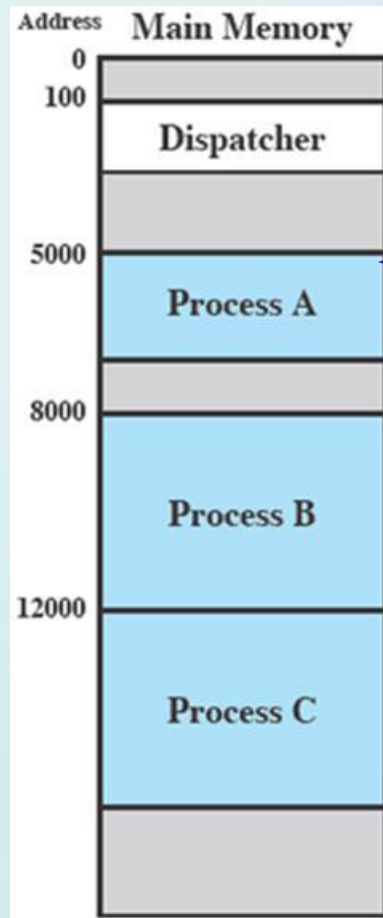 Address Main Memory
0
100
Dispatcher
5000
Process A
8000
Process B
12000
Process C